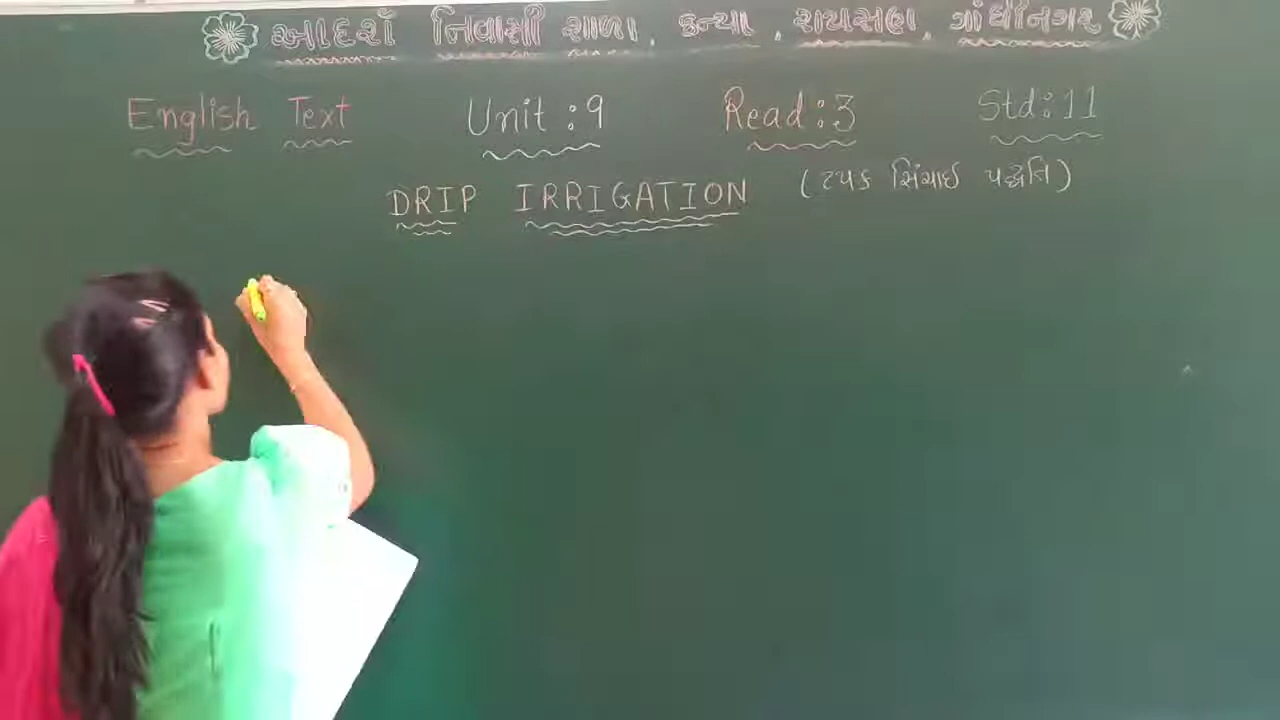 આદર્શ નિવાસી શાળા, કન્યા, રાયસણ, ગાંધીનગર
English Text Unit:9 Read:3 Std:11
DRIP IRRIGATION (ટપક સિંચાઈ પદ્ધતિ)